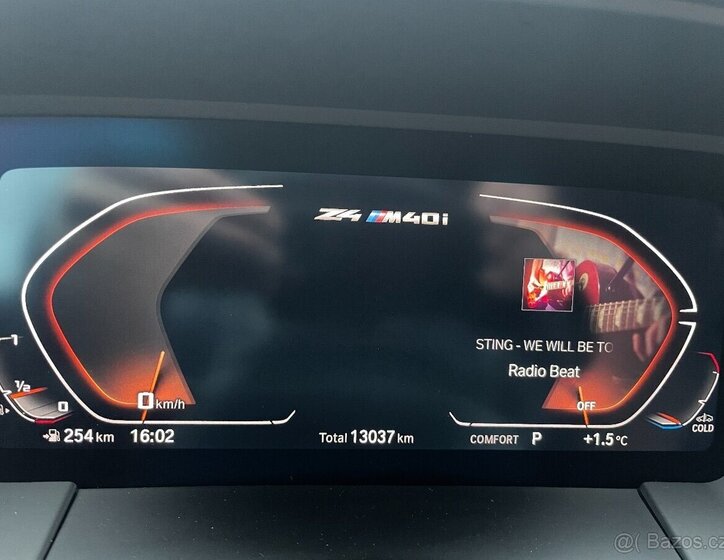 Z4 M40i
STING - WE WILL BE TO
Radio Beat
1
1/2
0
0 km/h
OFF
COLD
254 km
16:02
Total 13037 km
COMFORT P
+1.5 °C
@( Bazos.cz